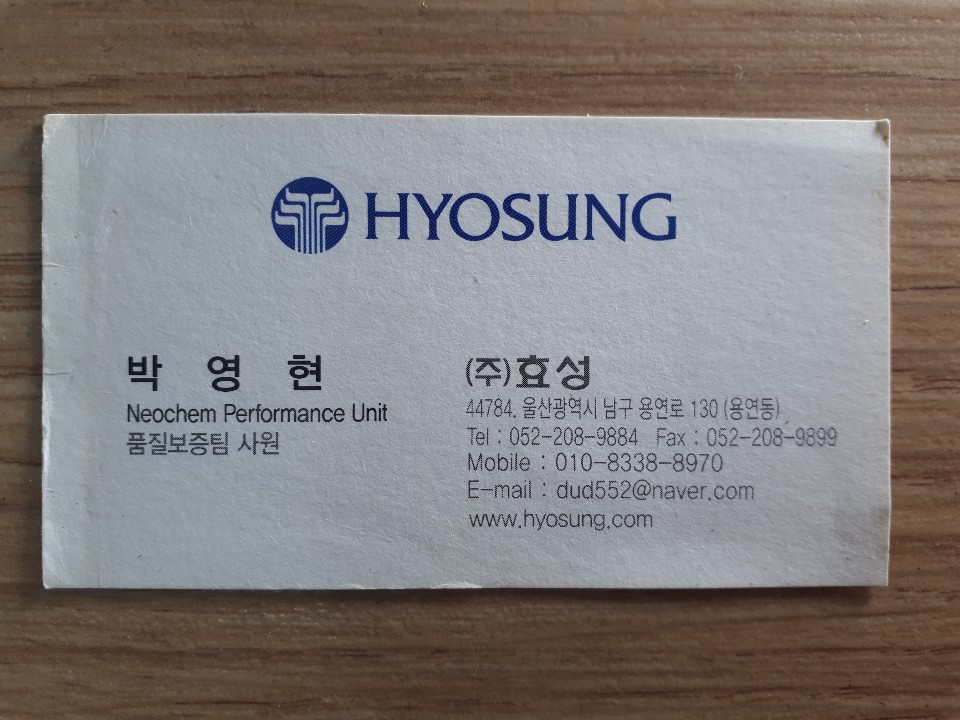 HYOSUNG
박 영 현
Neochem Performance Unit
품질보증팀 사원
(주)효성
44784, 울산광역시 남구 용연로 130 (용연동)
Tel : 052-208-9884 Fax : 052-208-9899
Mobile : 010-8338-8970
E-mail : dud552@naver.com
www.hyosung.com